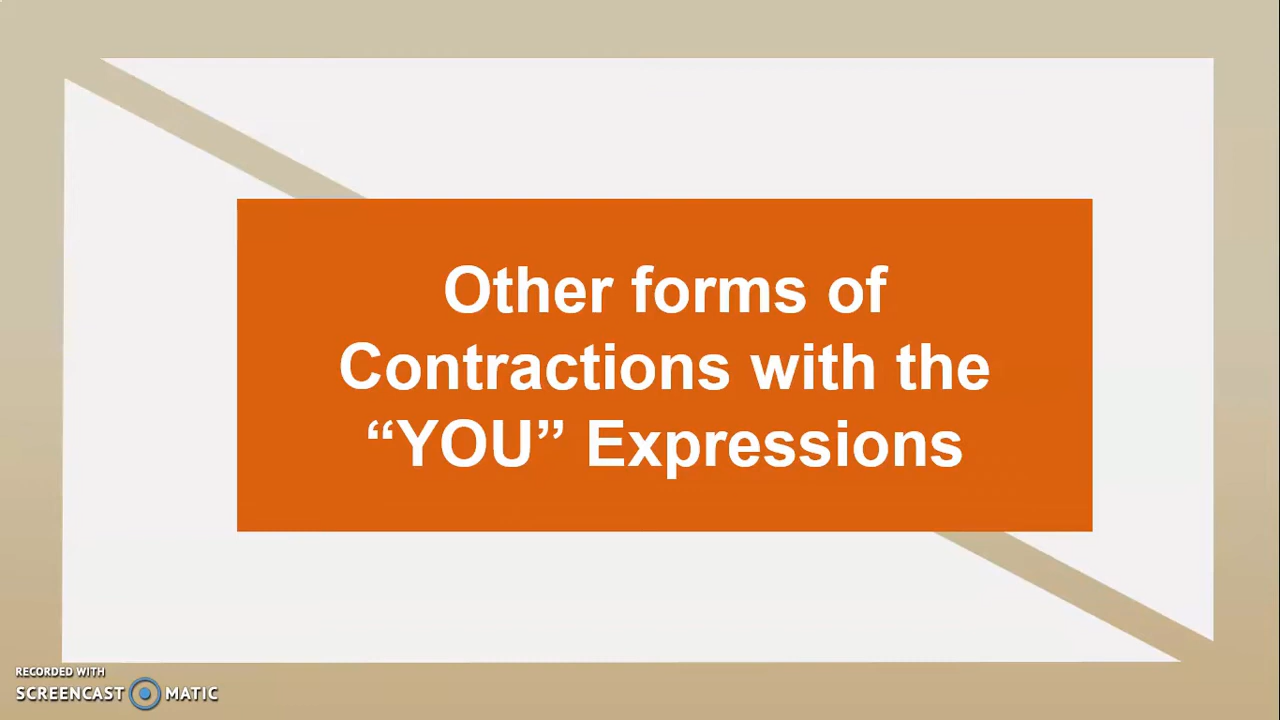 Other forms of
Contractions with the
“YOU” Expressions
RECORDED WITH
SCREENCAST MATIC